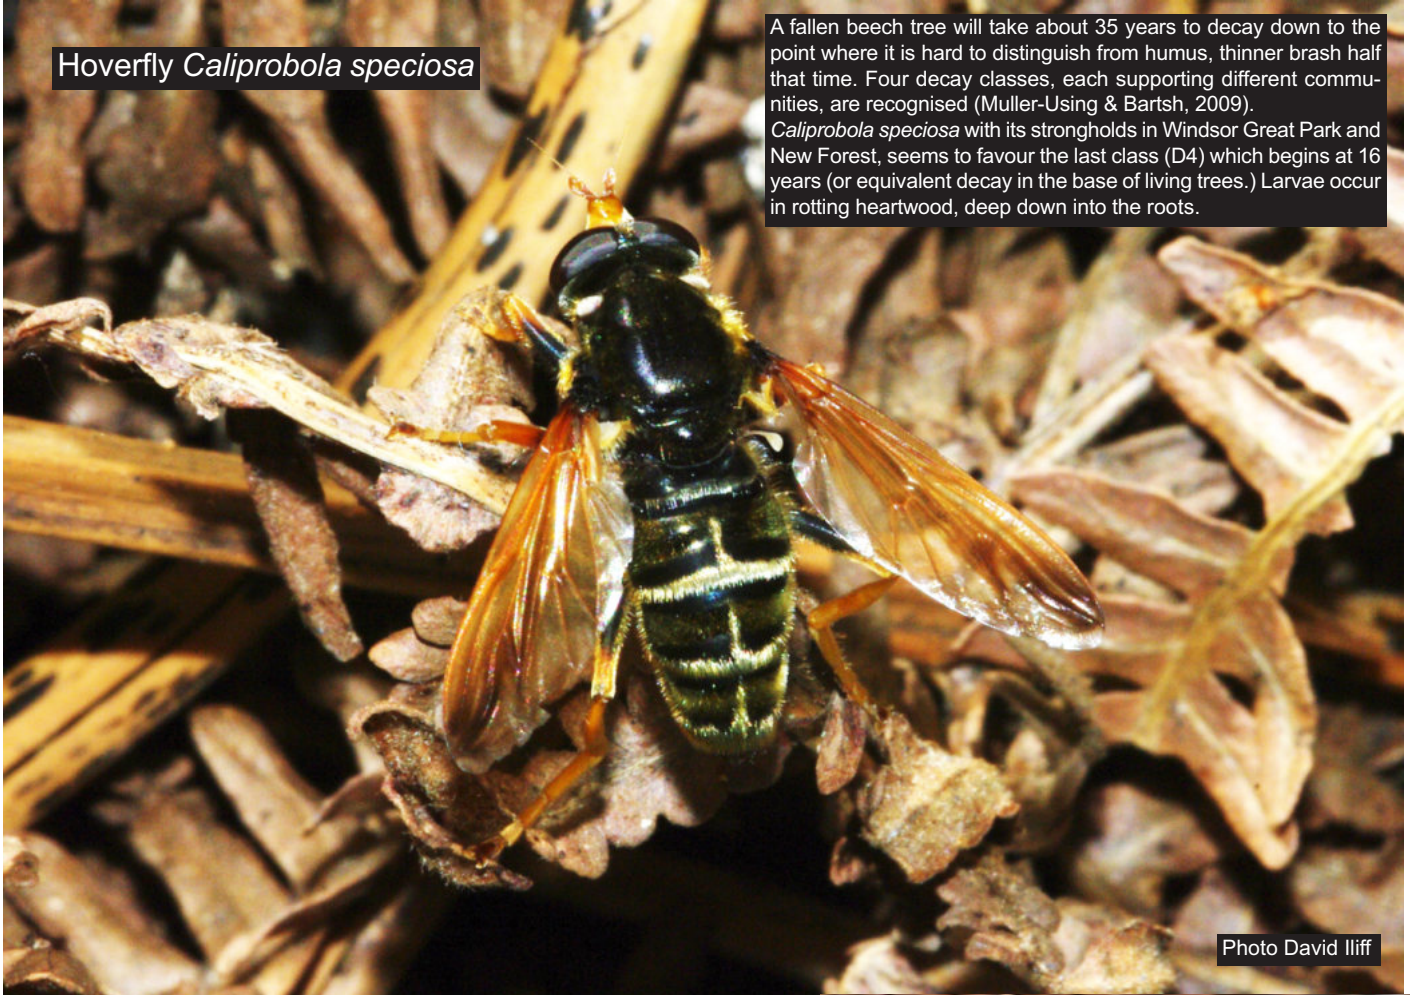 Hoverfly Caliprobola speciosa
A fallen beech tree will take about 35 years to decay down to the
point where it is hard to distinguish from humus, thinner brash half
that time. Four decay classes, each supporting different commu-
nities, are recognised (Muller-Using & Bartsh, 2009).
Caliprobola speciosa with its strongholds in Windsor Great Park and
New Forest, seems to favour the last class (D4) which begins at 16
years (or equivalent decay in the base of living trees.) Larvae occur
in rotting heartwood, deep down into the roots.
Photo David Iliff